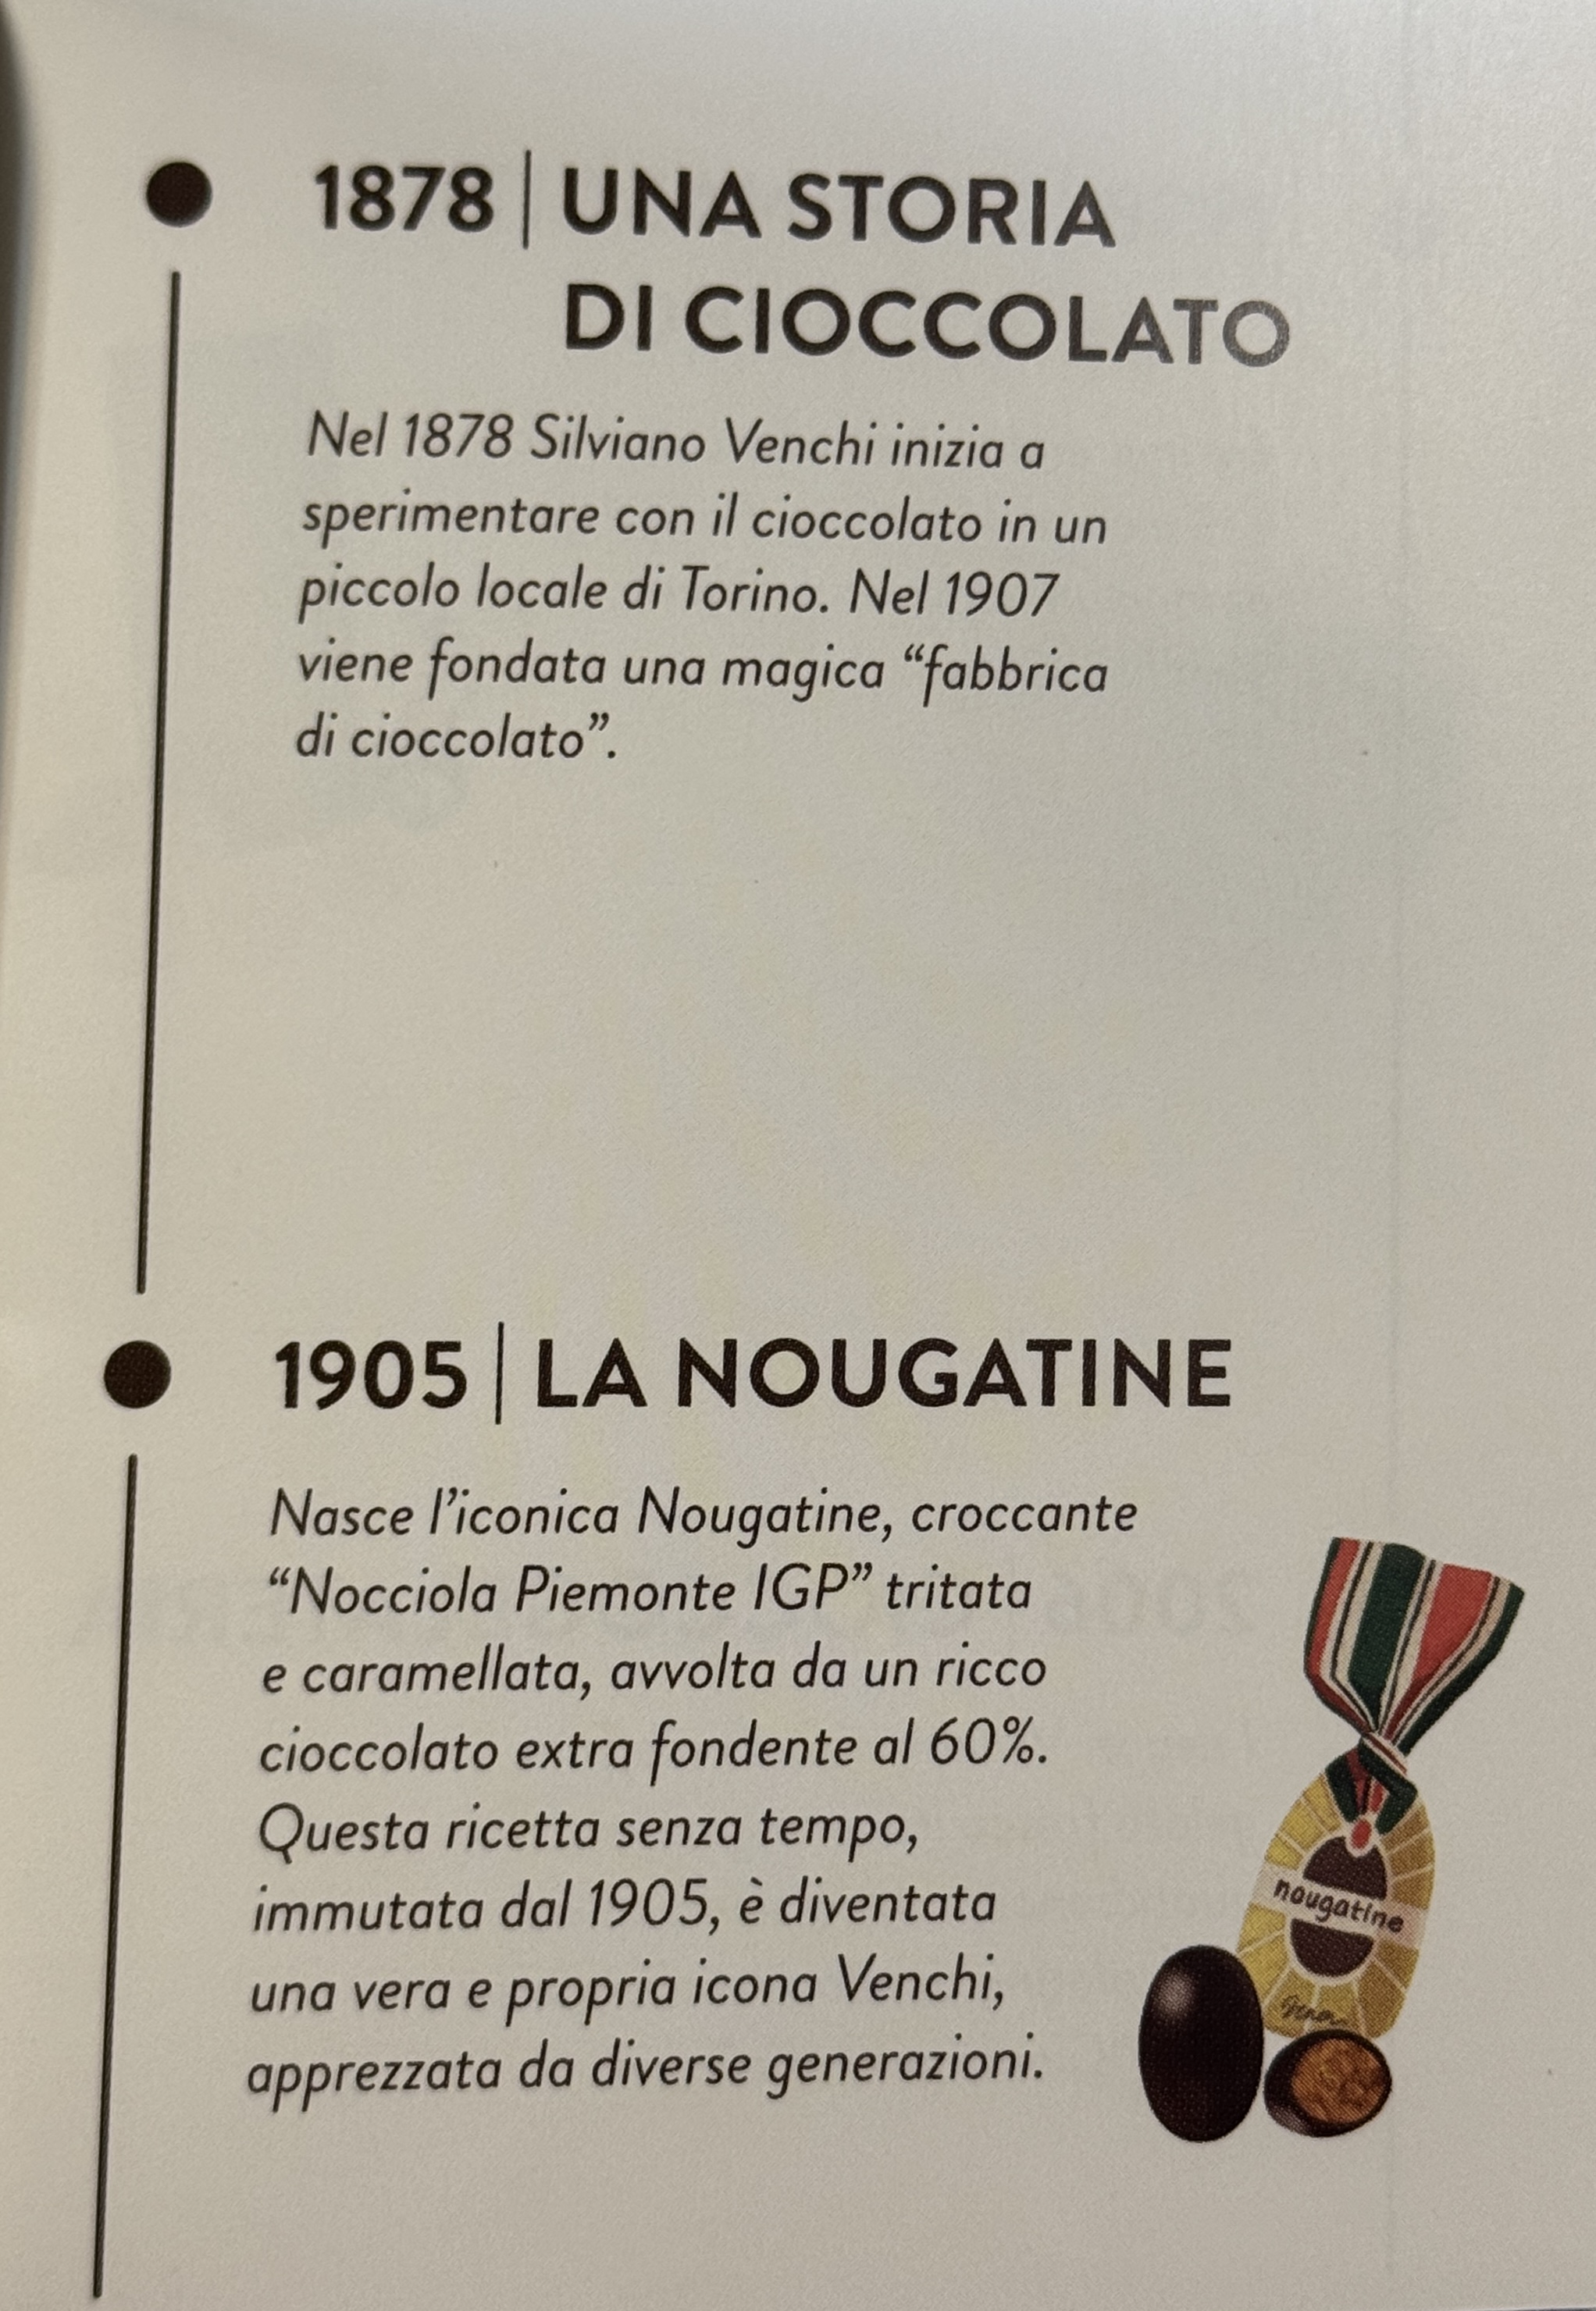 1878 | UNA STORIA
DI CIOCCOLATO
Nel 1878 Silviano Venchi inizia a
sperimentare con il cioccolato in un
piccolo locale di Torino. Nel 1907
viene fondata una magica “fabbrica
di cioccolato”.
1905 | LA NOUGATINE
Nasce l’iconica Nougatine, croccante
“Nocciola Piemonte IGP” tritata
e caramellata, avvolta da un ricco
cioccolato extra fondente al 60%.
Questa ricetta senza tempo,
immutata dal 1905, è diventata
una vera e propria icona Venchi,
apprezzata da diverse generazioni.
nougatine